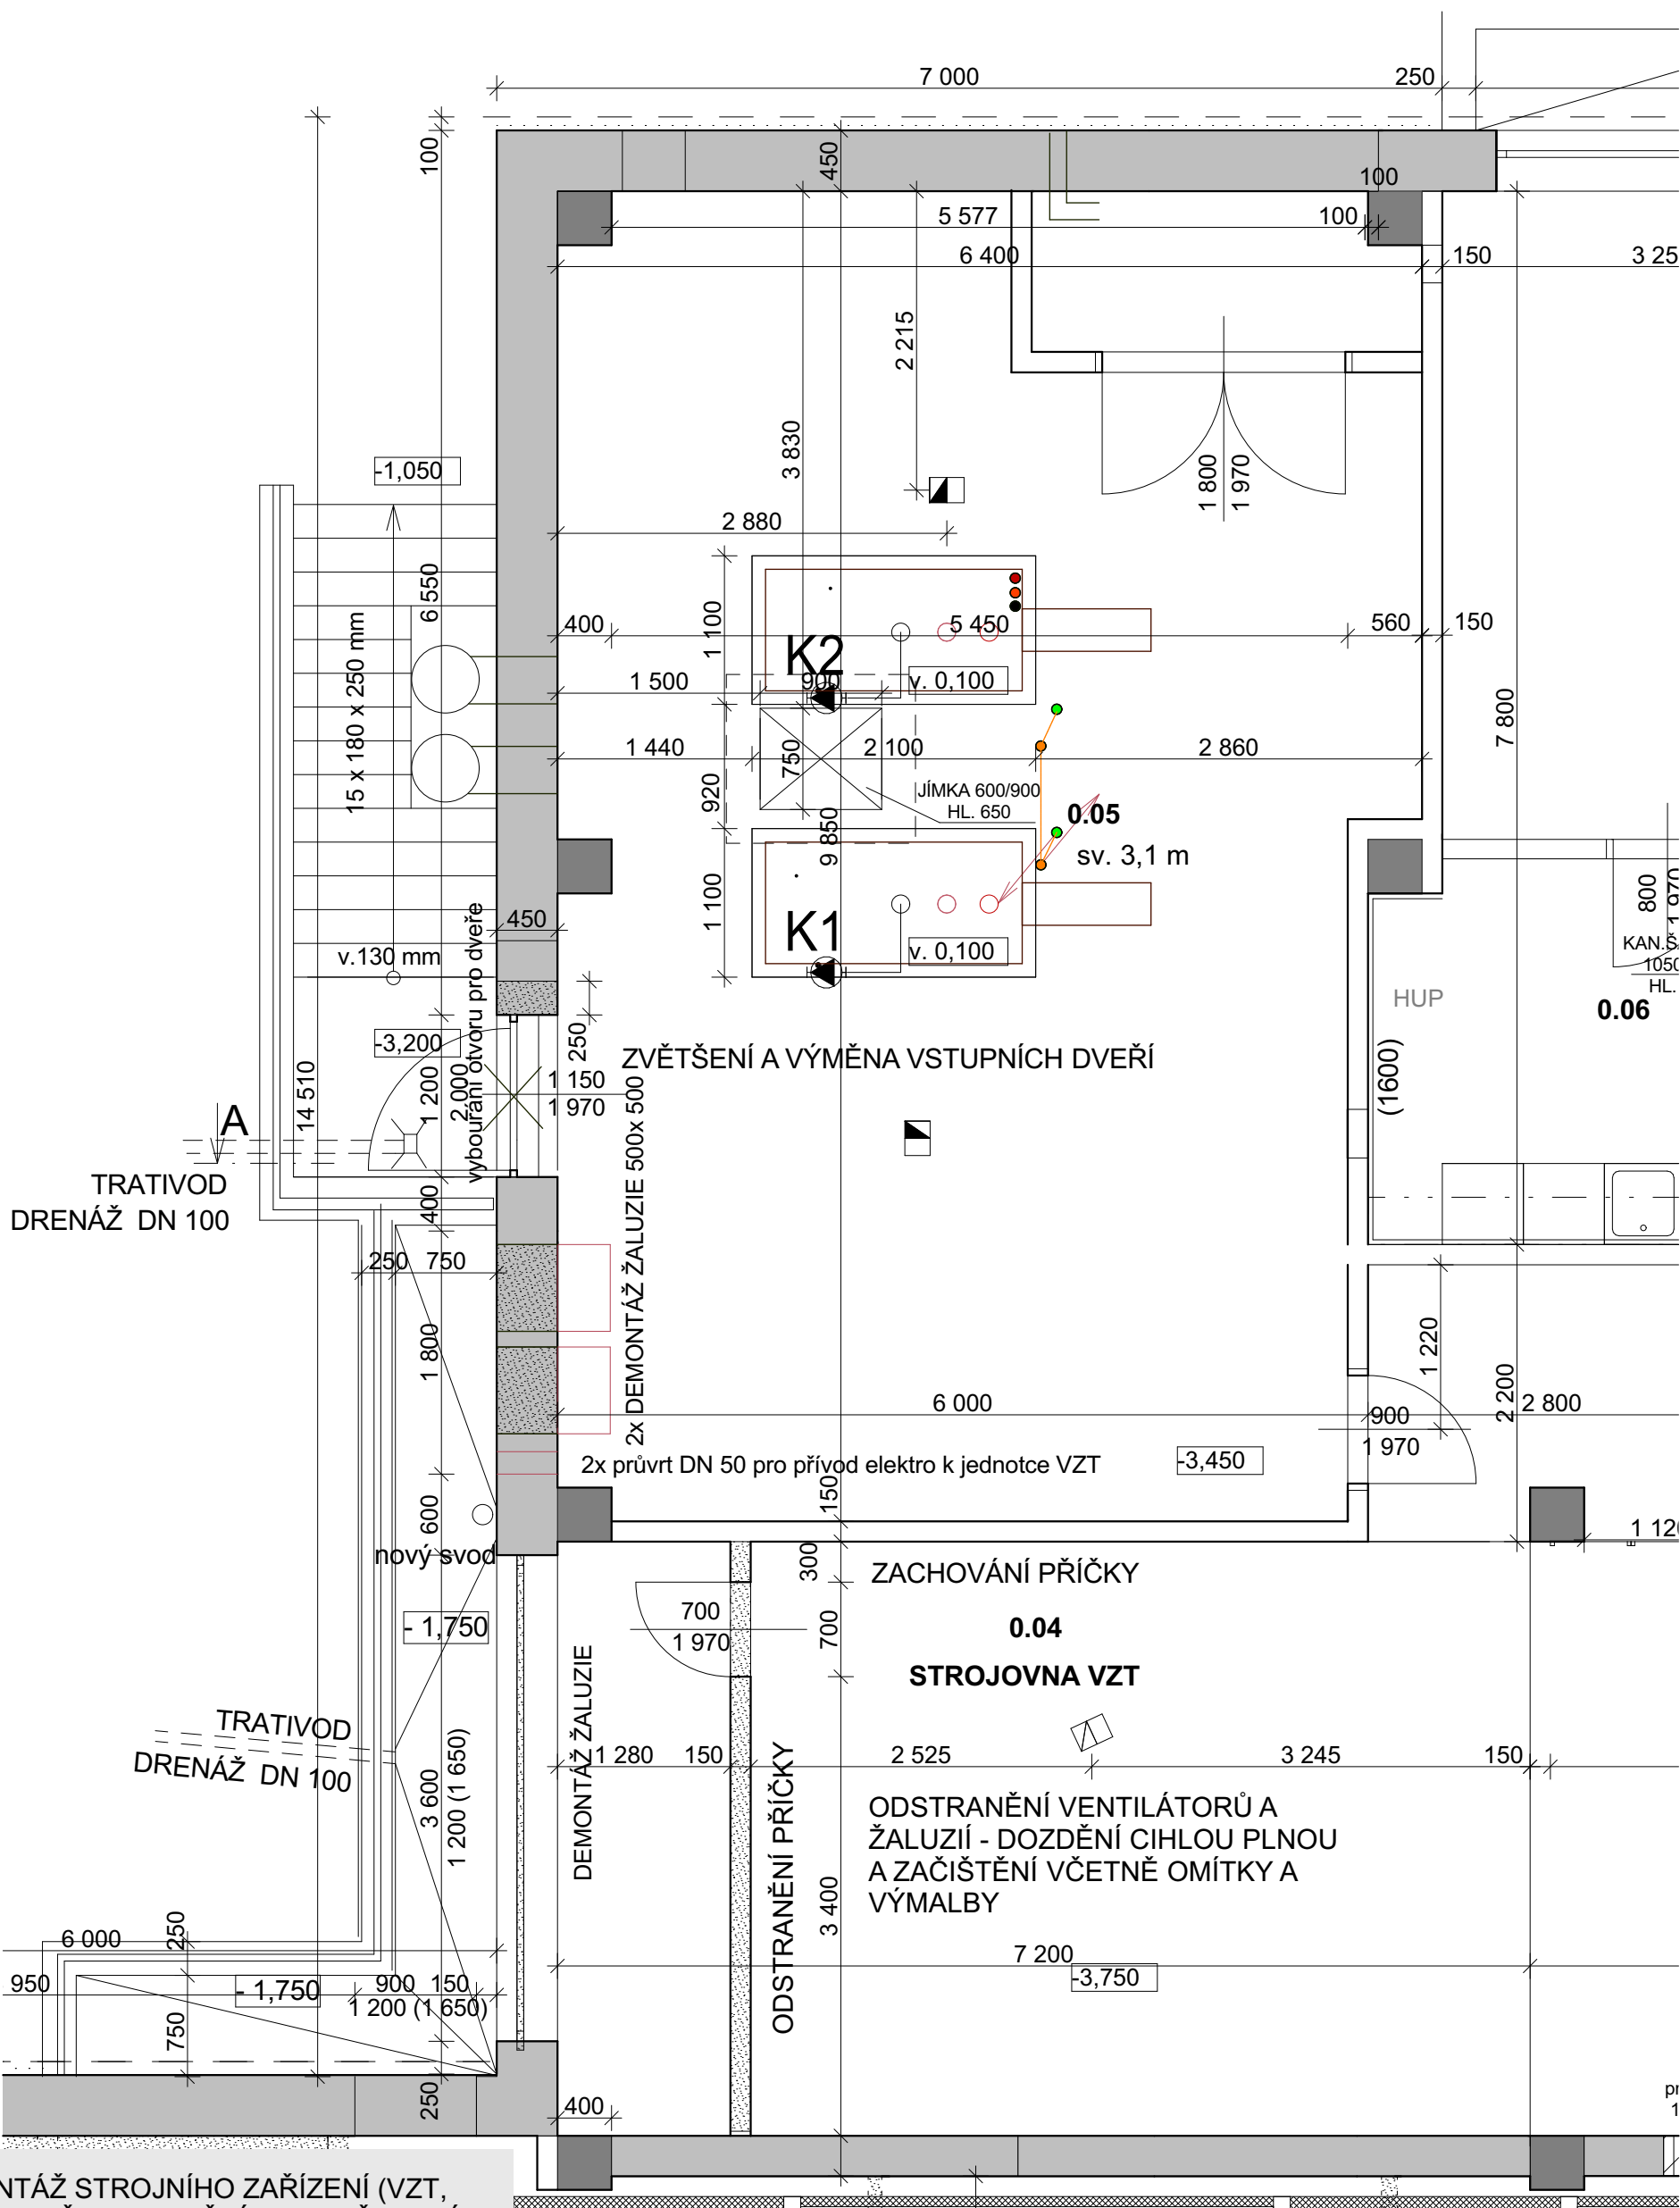 7 000
250
100
450
100
5 577
100
6 400
150
3 25
2 215
3 830
-1,050
1 800
1 970
2 880
6 550
15 x 180 x 250 mm
1 100
400
5 450
560
150
K2
1 500
900
v. 0,100
7 800
1 440
750
2 100
2 860
920
JÍMKA 600/900
HL. 650
0.05
9 850
sv. 3,1 m
1 100
800
1 970
450
K1
v. 0,100
v.130 mm
vybourání otvoru pro dveře
KAN.Š
1050
HL.
HUP
0.06
-3,200
250
ZVĚTŠENÍ A VÝMĚNA VSTUPNÍCH DVEŘÍ
(1600)
14 510
1 200
2 000
1 150
1 970
A
TRATIVOD
DRENÁŽ DN 100
400
2x DEMONTÁŽ ŽALUZIE 500x 500
250
750
1 800
1 220
2 200
6 000
900
1 970
2 800
2x průvrt DN 50 pro přívod elektro k jednotce VZT
-3,450
600
150
nový svod
1 120
300
ZACHOVÁNÍ PŘÍČKY
- 1,750
700
1 970
700
0.04
STROJOVNA VZT
DEMONTÁŽ ŽALUZIE
TRATIVOD
DRENÁŽ DN 100
1 280
150
2 525
3 245
150
3 600
1 200 (1 650)
ODSTRANĚNÍ PŘÍČKY
ODSTRANĚNÍ VENTILÁTORŮ A
ŽALUZIÍ - DOZDĚNÍ CIHLOU PLNOU
A ZAČIŠTĚNÍ VČETNĚ OMÍTKY A
VÝMALBY
3 400
6 000
250
7 200
-3,750
950
- 1,750
900
150
1 200 (1 650)
750
250
400
pr
1
NTÁŽ STROJNÍHO ZAŘÍZENÍ (VZT,